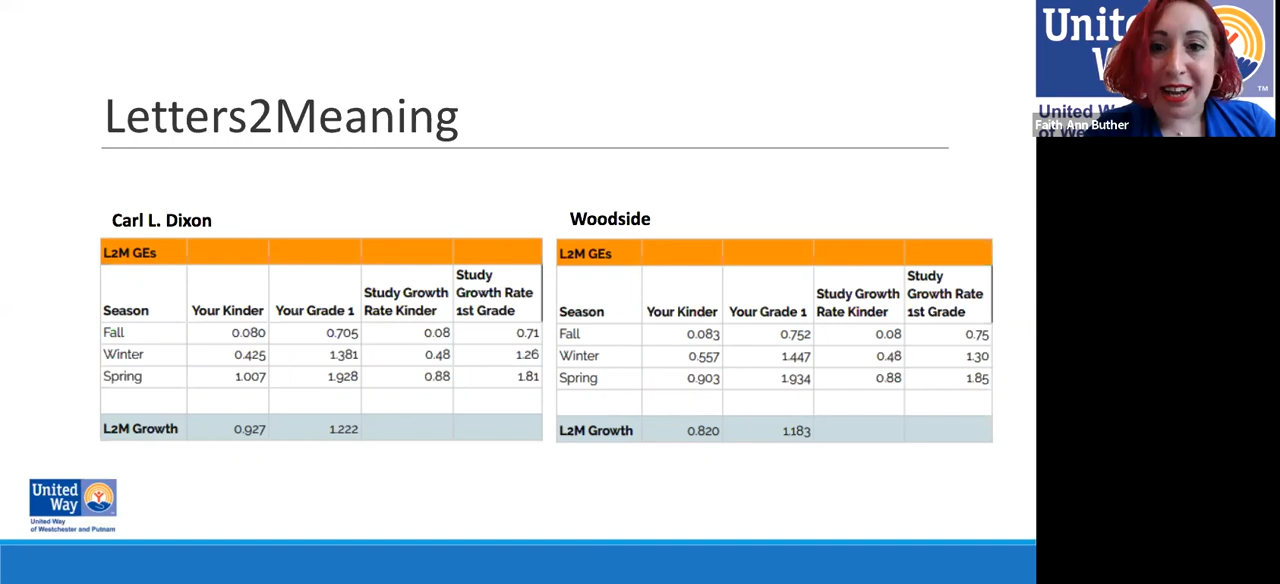 Letters2Meaning
Carl L. Dixon
L2M GEs
Season Your Kinder Your Grade 1 Study Growth Rate Kinder Study Growth Rate 1st Grade
Fall 0.080 0.705 0.08 0.71
Winter 0.425 1.381 0.48 1.26
Spring 1.007 1.928 0.88 1.81
L2M Growth 0.927 1.222
Woodside
L2M GEs
Season Your Kinder Your Grade 1 Study Growth Rate Kinder Study Growth Rate 1st Grade
Fall 0.083 0.752 0.08 0.75
Winter 0.557 1.447 0.48 1.30
Spring 0.903 1.934 0.88 1.85
L2M Growth 0.820 1.183
United
Way
United Way
of Westchester and Putnam
TM
Faith Ann Buther